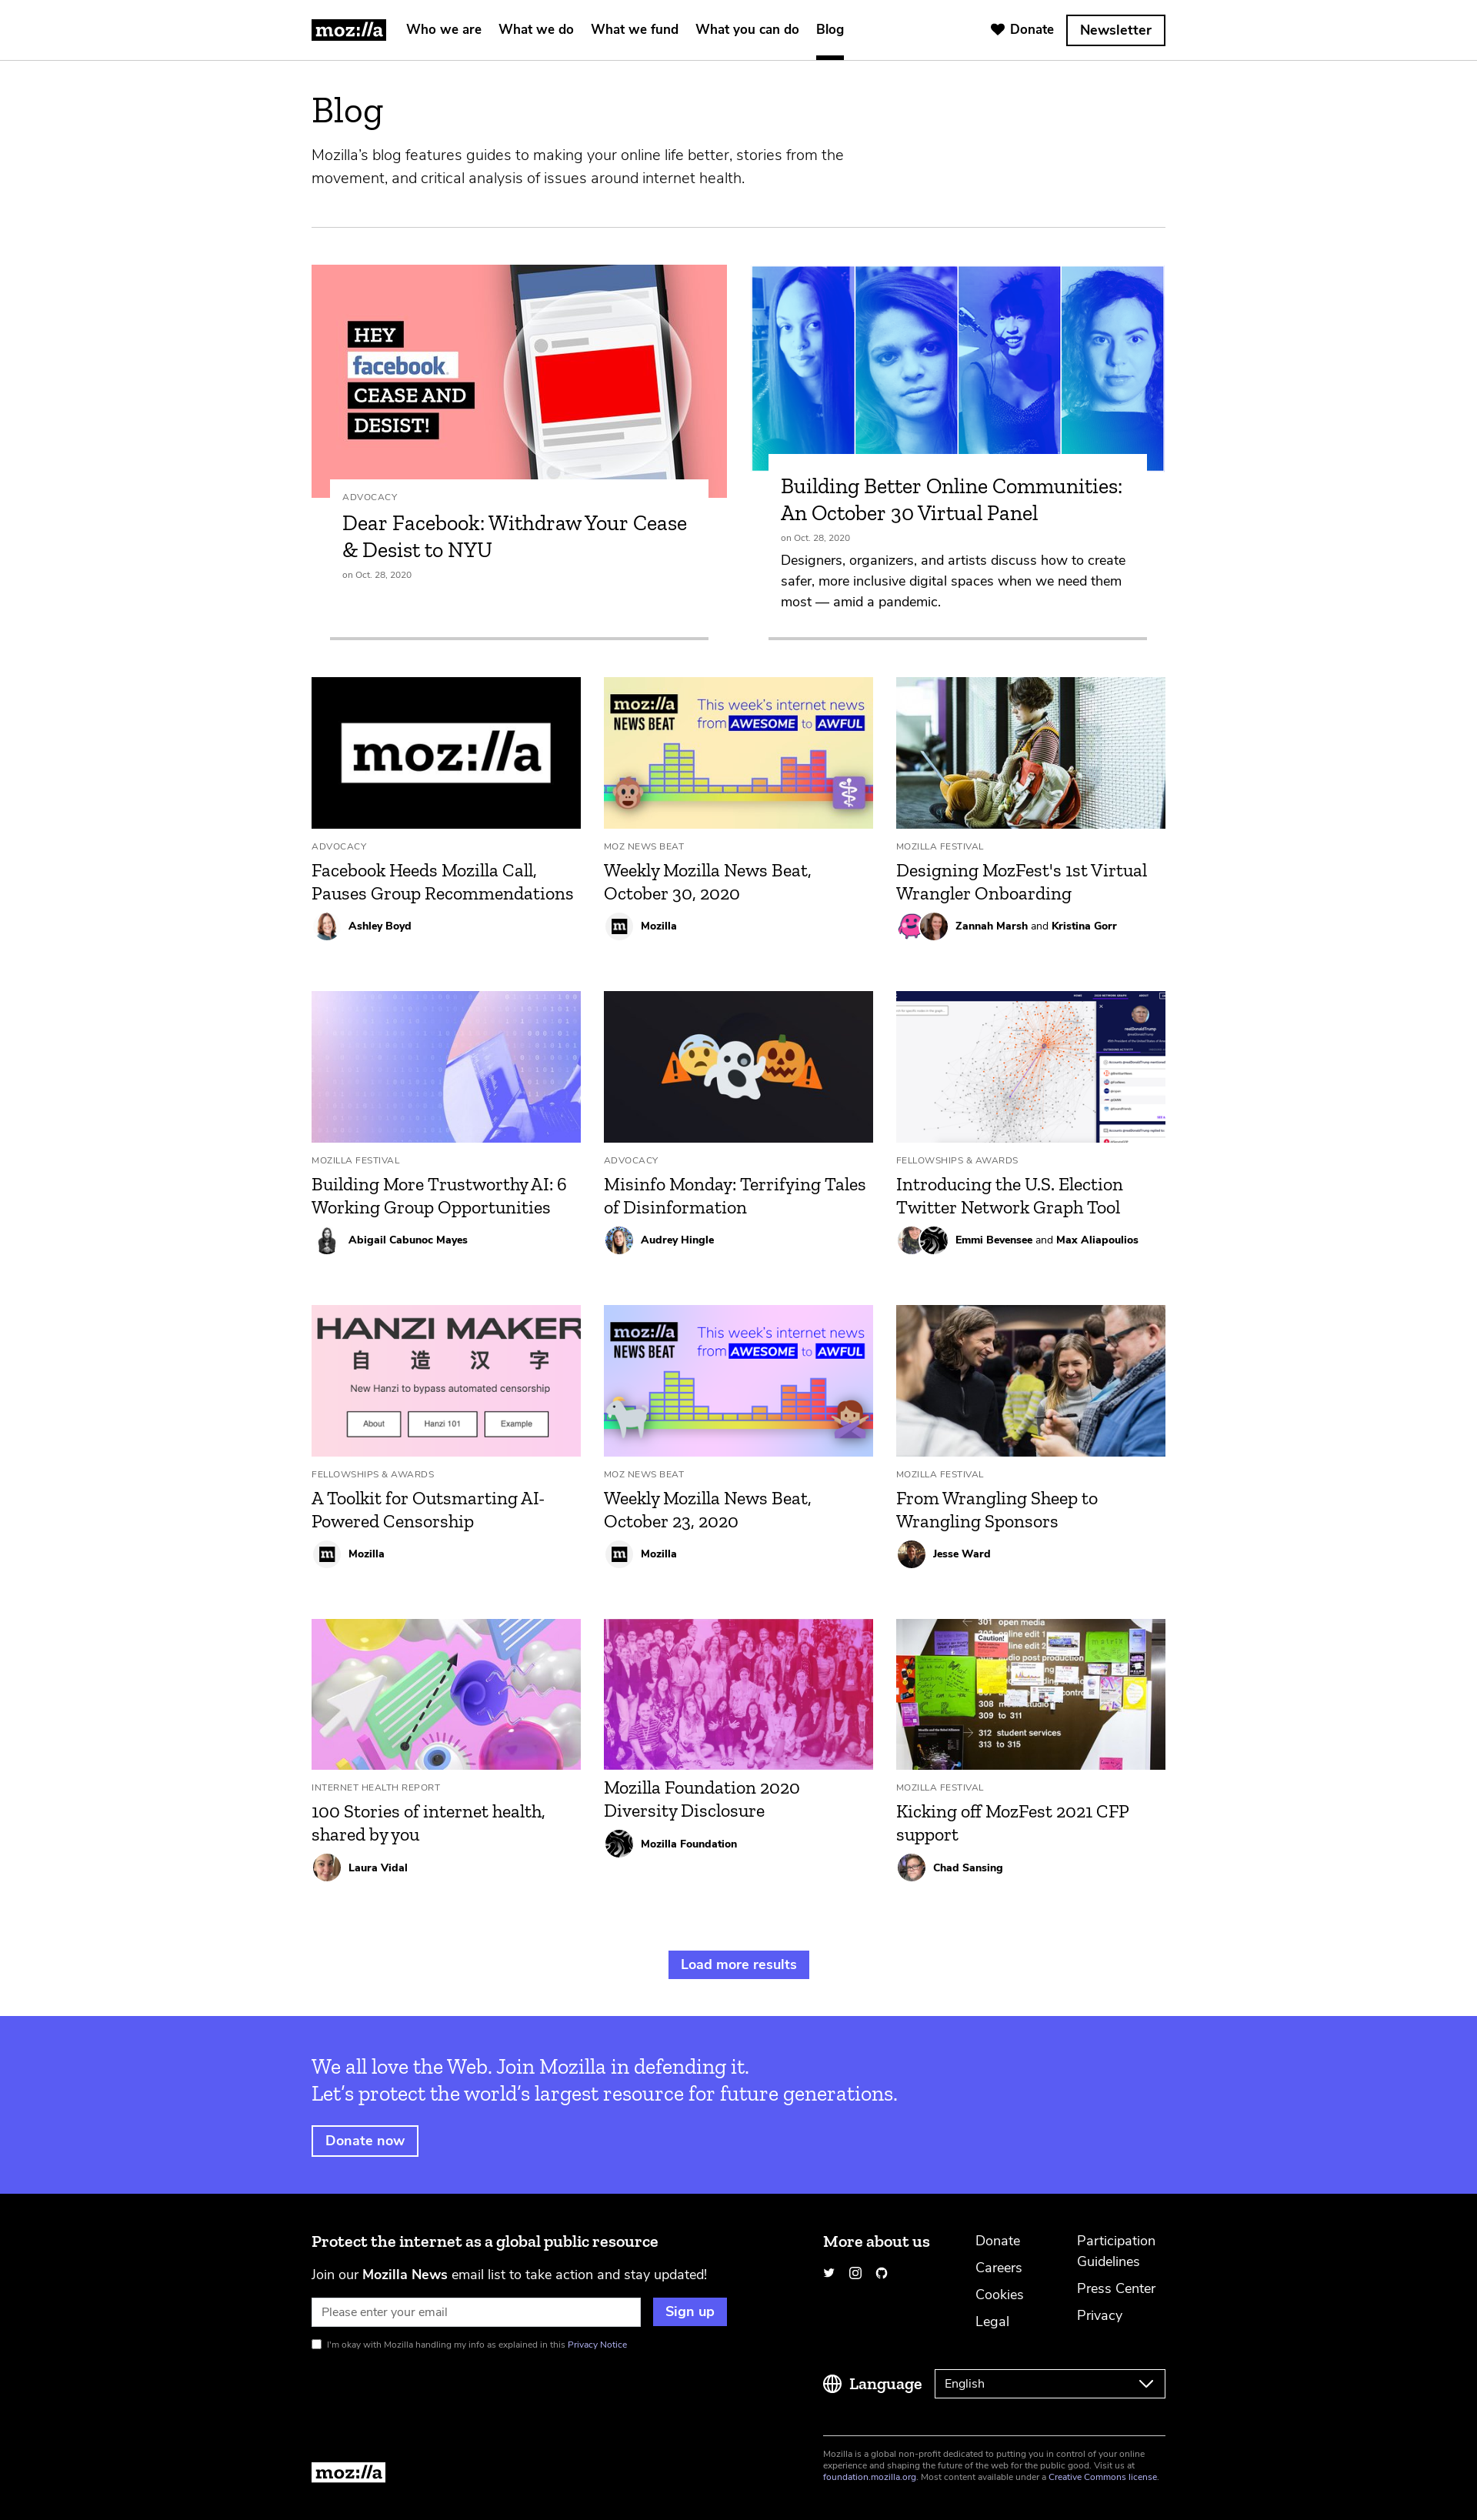 moz://a
Who we are
What we do
What we fund
What you can do
Blog
Donate
Newsletter
Blog
Mozilla’s blog features guides to making your online life better, stories from the
movement, and critical analysis of issues around internet health.
HEY
facebook
CEASE AND
DESIST!
ADVOCACY
Dear Facebook: Withdraw Your Cease
& Desist to NYU
on Oct. 28, 2020
Building Better Online Communities:
An October 30 Virtual Panel
on Oct. 28, 2020
Designers, organizers, and artists discuss how to create
safer, more inclusive digital spaces when we need them
most — amid a pandemic.
moz://a
ADVOCACY
Facebook Heeds Mozilla Call,
Pauses Group Recommendations
Ashley Boyd
moz://a
NEWS BEAT
This week’s internet news
from AWESOME to AWFUL
MOZ NEWS BEAT
Weekly Mozilla News Beat,
October 30, 2020
m
Mozilla
MOZILLA FESTIVAL
Designing MozFest's 1st Virtual
Wrangler Onboarding
Zannah Marsh and Kristina Gorr
MOZILLA FESTIVAL
Building More Trustworthy AI: 6
Working Group Opportunities
Abigail Cabunoc Mayes
ADVOCACY
Misinfo Monday: Terrifying Tales
of Disinformation
Audrey Hingle
realDonaldTrump
FELLOWSHIPS & AWARDS
Introducing the U.S. Election
Twitter Network Graph Tool
Emmi Bevensee and Max Aliapoulios
HANZI MAKER
自 造 汉 字
New Hanzi to bypass automated censorship
About
Hanzi 101
Example
FELLOWSHIPS & AWARDS
A Toolkit for Outsmarting AI-
Powered Censorship
m
Mozilla
moz://a
NEWS BEAT
This week’s internet news
from AWESOME to AWFUL
MOZ NEWS BEAT
Weekly Mozilla News Beat,
October 23, 2020
m
Mozilla
MOZILLA FESTIVAL
From Wrangling Sheep to
Wrangling Sponsors
Jesse Ward
INTERNET HEALTH REPORT
100 Stories of internet health,
shared by you
Laura Vidal
Mozilla Foundation 2020
Diversity Disclosure
Mozilla Foundation
301 open media
Caution!
309 to 311
312 student services
313 to 315
MOZILLA FESTIVAL
Kicking off MozFest 2021 CFP
support
Chad Sansing
Load more results
We all love the Web. Join Mozilla in defending it.
Let’s protect the world’s largest resource for future generations.
Donate now
Protect the internet as a global public resource
Join our Mozilla News email list to take action and stay updated!
Please enter your email
Sign up
I'm okay with Mozilla handling my info as explained in this Privacy Notice
More about us
Donate
Careers
Cookies
Legal
Participation
Guidelines
Press Center
Privacy
Language
English
moz://a
Mozilla is a global non-profit dedicated to putting you in control of your online
experience and shaping the future of the web for the public good. Visit us at
foundation.mozilla.org. Most content available under a Creative Commons license.